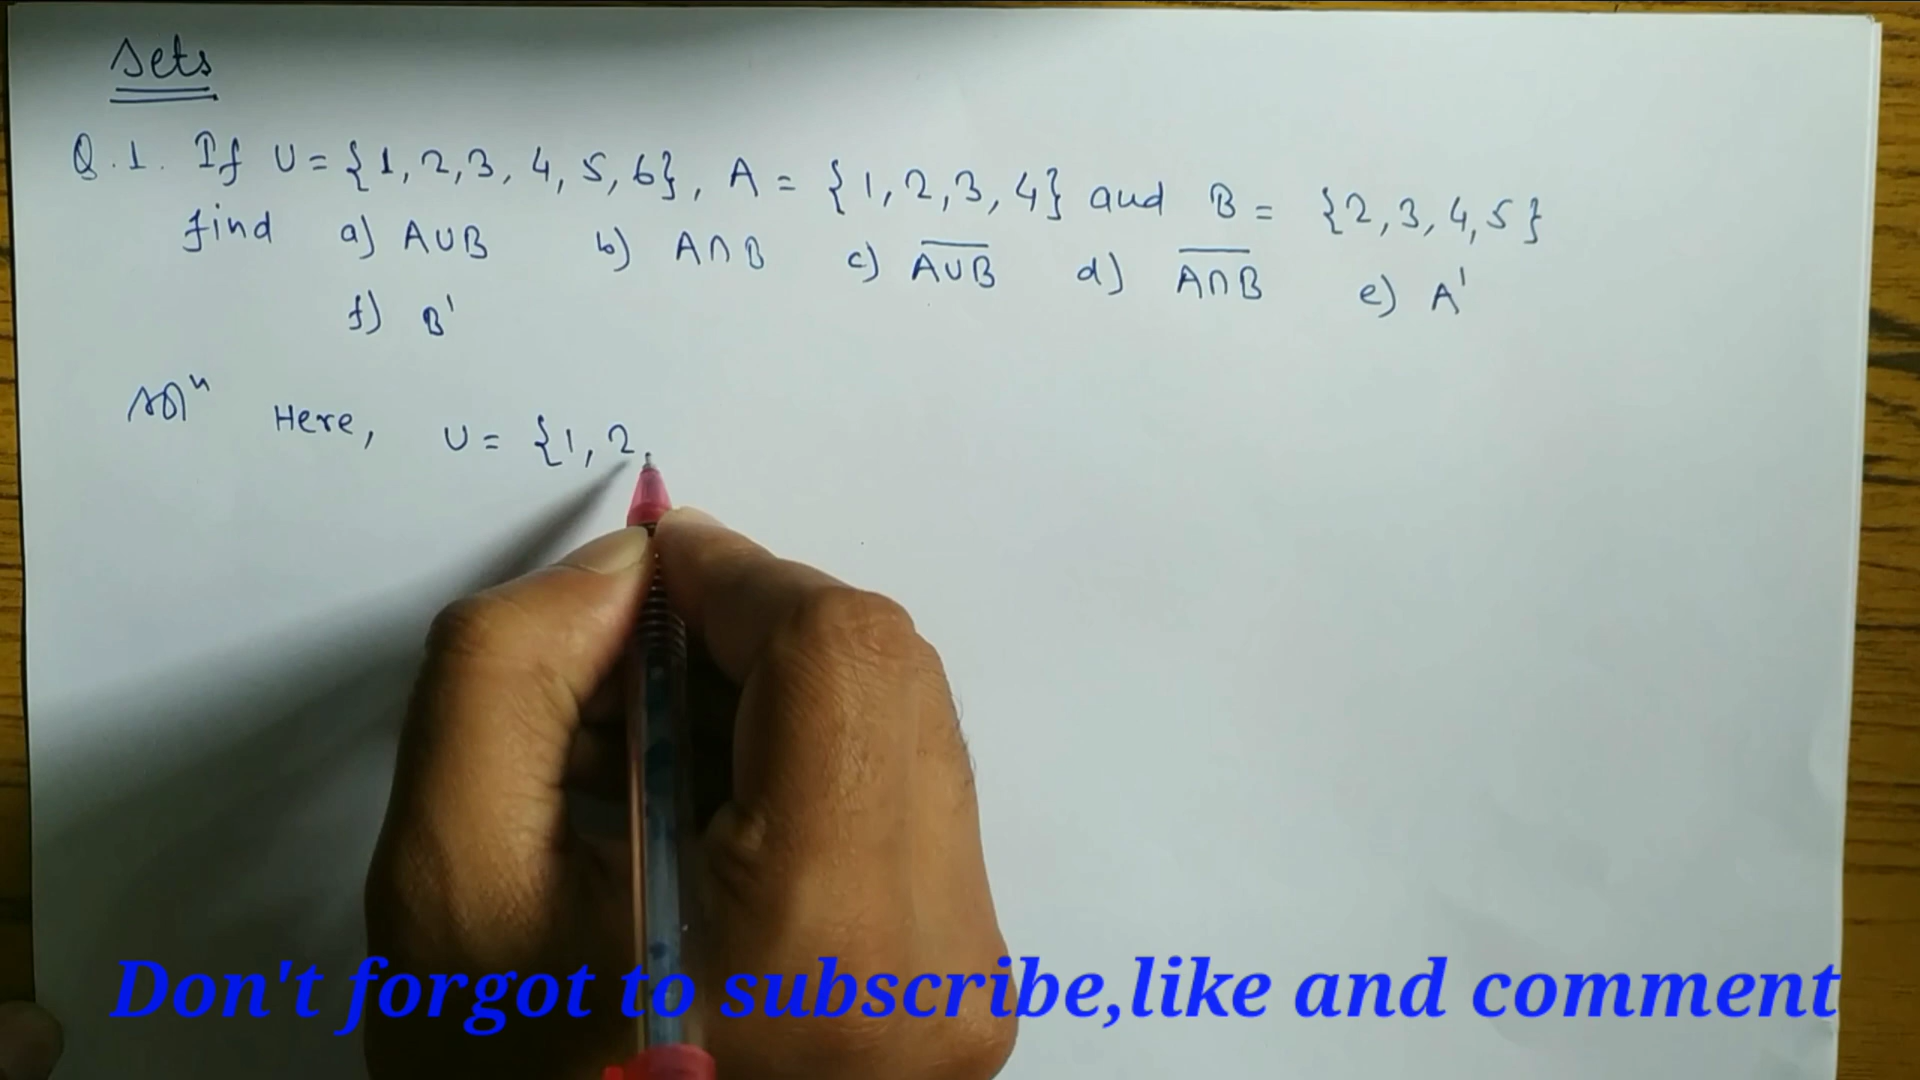 Sets
Q.1. If U = {1, 2, 3, 4, 5, 6}, A = {1, 2, 3, 4} and B = {2, 3, 4, 5}
find a) A∪B b) A∩B c) A̅∪̅B̅ d) A̅∩̅B̅ e) A'
f) B'
Solⁿ Here, U = {1, 2,
Don't forgot to subscribe,like and comment